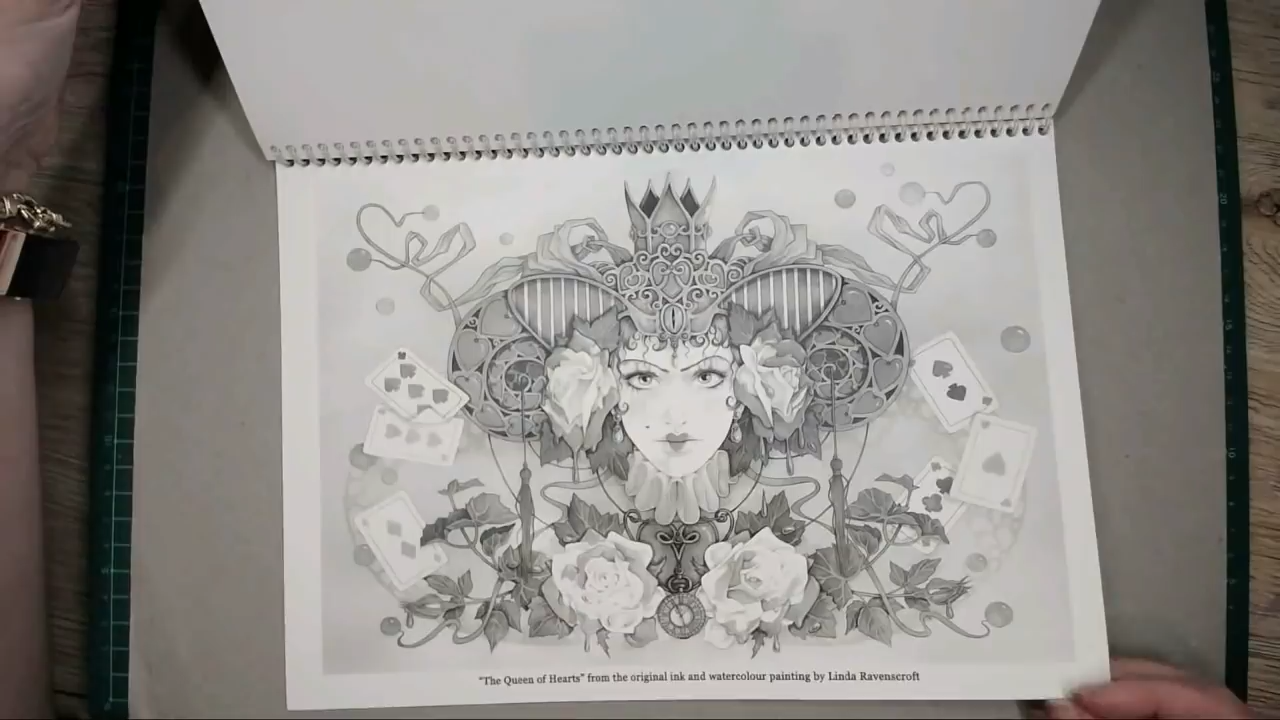 "The Queen of Hearts" from the original ink and watercolour painting by Linda Ravenscroft